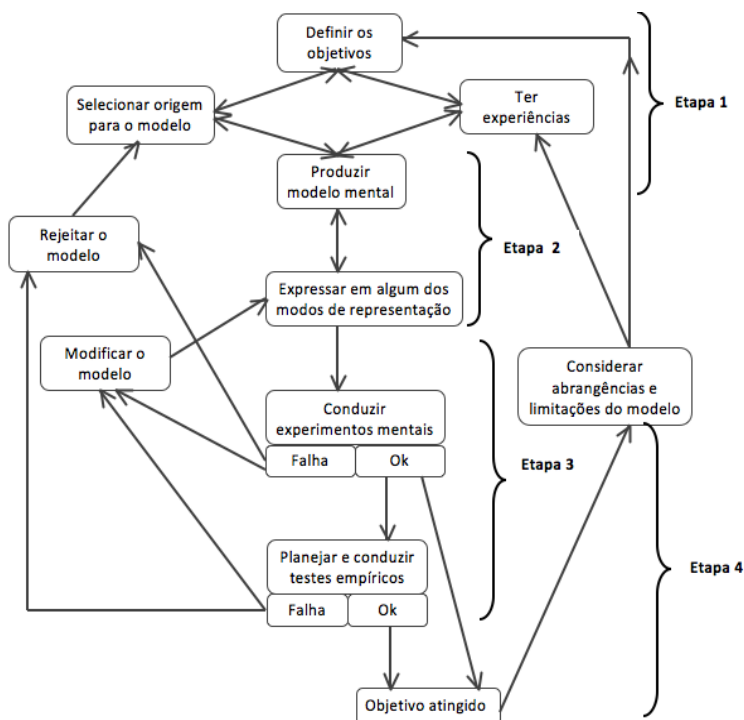 Definir os
objetivos
Selecionar origem
para o modelo
Ter
experiências
Etapa 1
Produzir
modelo mental
Rejeitar o
modelo
Etapa 2
Expressar em algum dos
modos de representação
Modificar o
modelo
Considerar
abrangências e
limitações do modelo
Conduzir
experimentos mentais
Falha
Ok
Etapa 3
Planejar e conduzir
testes empíricos
Falha
Ok
Etapa 4
Objetivo atingido